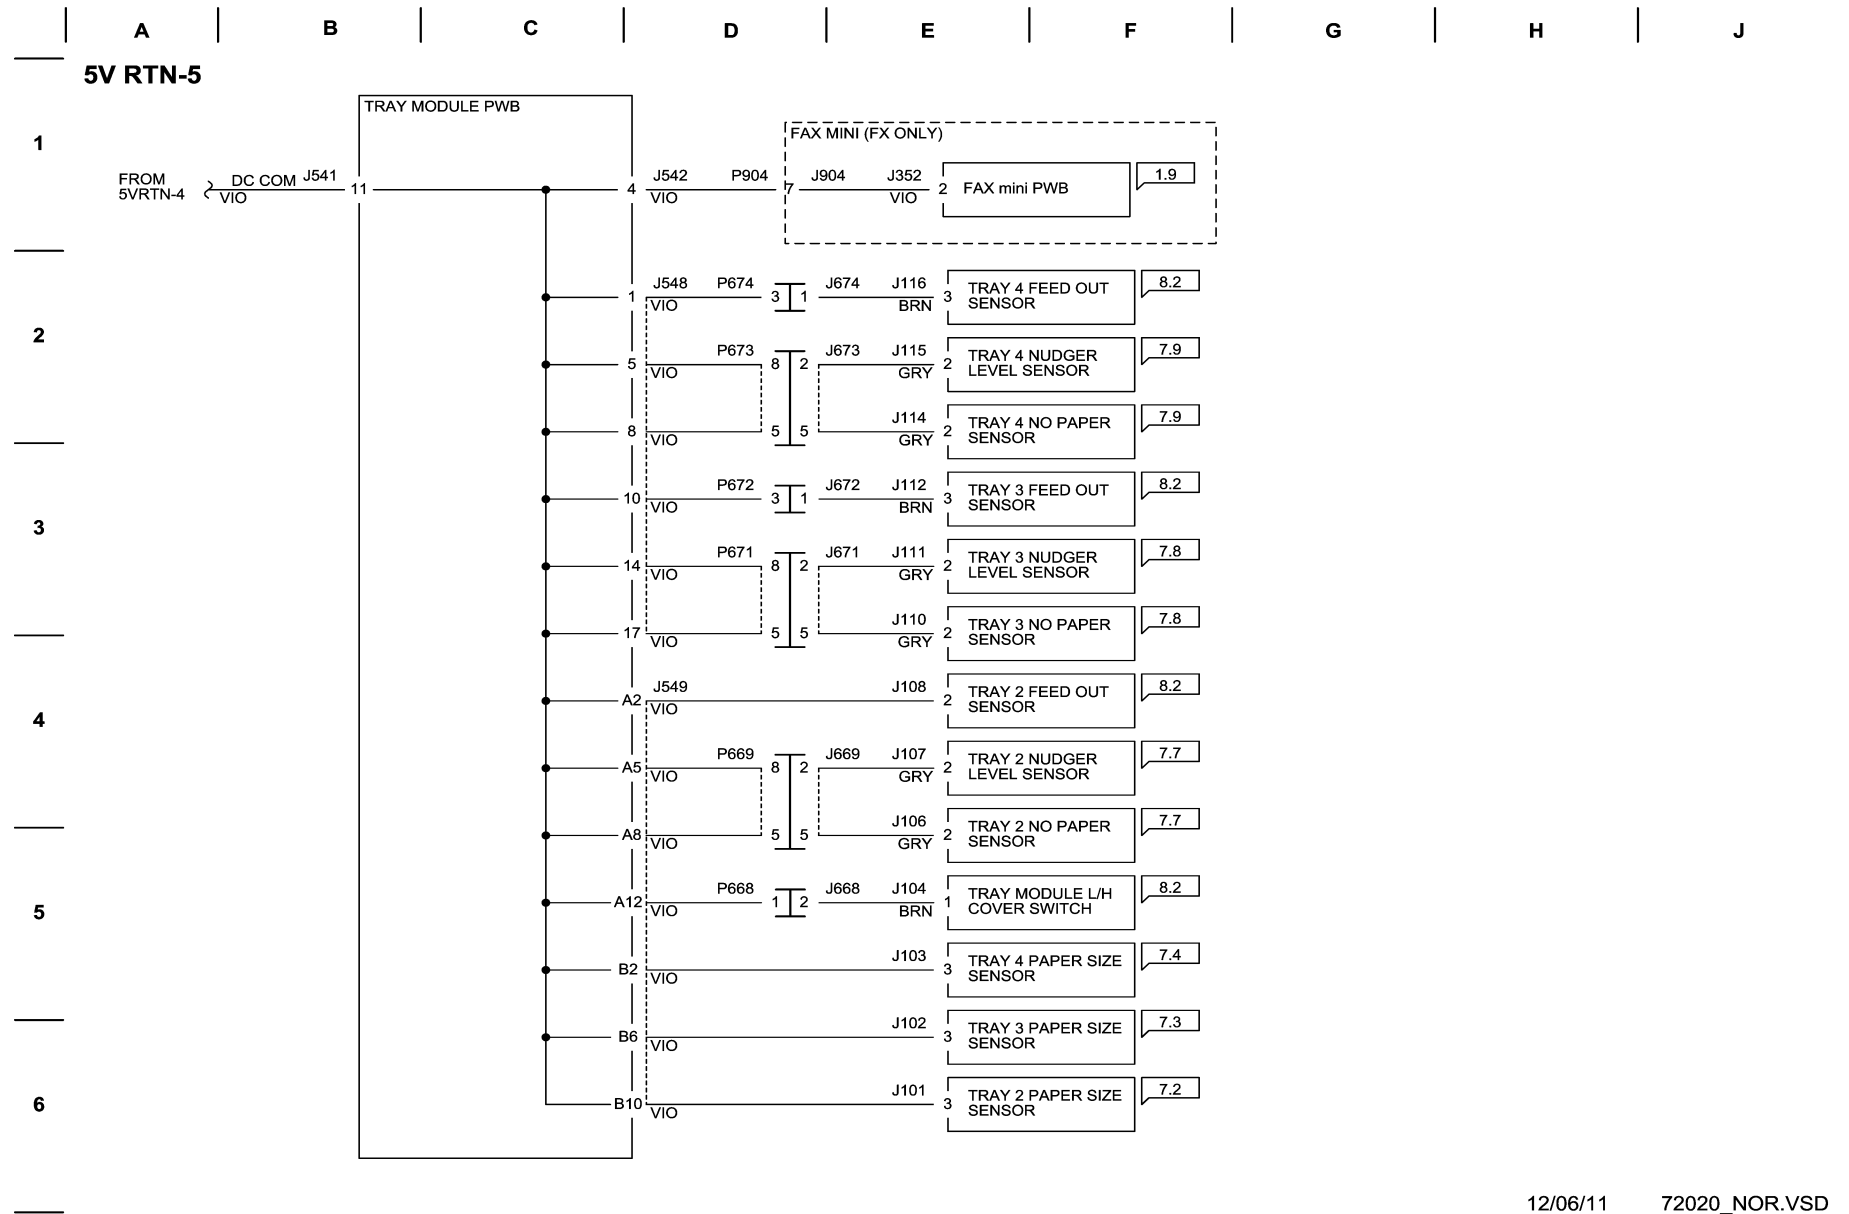 A B C D E F G H J
5V RTN-5
TRAY MODULE PWB
FAX MINI (FX ONLY)
1
FROM
5VRTN-4
DC COM J541
VIO
11
4 J542 P904 7 J904 J352 2 FAX mini PWB 1.9
VIO VIO
1 J548 P674 3 1 J674 J116 3 TRAY 4 FEED OUT
SENSOR 8.2
VIO BRN
2
5 P673 8 2 J673 J115 2 TRAY 4 NUDGER
LEVEL SENSOR 7.9
VIO GRY
8 5 5 J114 2 TRAY 4 NO PAPER
SENSOR 7.9
VIO GRY
10 P672 3 1 J672 J112 3 TRAY 3 FEED OUT
SENSOR 8.2
VIO BRN
3
14 P671 8 2 J671 J111 2 TRAY 3 NUDGER
LEVEL SENSOR 7.8
VIO GRY
17 5 5 J110 2 TRAY 3 NO PAPER
SENSOR 7.8
VIO GRY
A2 J549 J108 2 TRAY 2 FEED OUT
SENSOR 8.2
VIO
4
A5 P669 8 2 J669 J107 2 TRAY 2 NUDGER
LEVEL SENSOR 7.7
VIO GRY
A8 5 5 J106 2 TRAY 2 NO PAPER
SENSOR 7.7
VIO GRY
A12 P668 1 2 J668 J104 1 TRAY MODULE L/H
COVER SWITCH 8.2
VIO BRN
5
B2 J103 3 TRAY 4 PAPER SIZE
SENSOR 7.4
VIO
B6 J102 3 TRAY 3 PAPER SIZE
SENSOR 7.3
VIO
6
B10 J101 3 TRAY 2 PAPER SIZE
SENSOR 7.2
VIO
12/06/11 72020_NOR.VSD